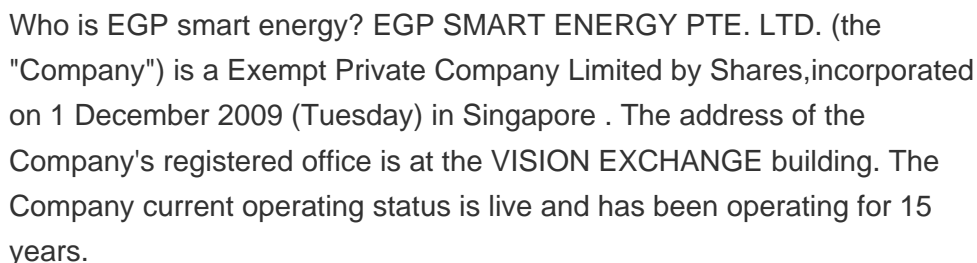 Who is EGP smart energy? EGP SMART ENERGY PTE. LTD. (the
"Company") is a Exempt Private Company Limited by Shares,incorporated
on 1 December 2009 (Tuesday) in Singapore . The address of the
Company's registered office is at the VISION EXCHANGE building. The
Company current operating status is live and has been operating for 15
years.